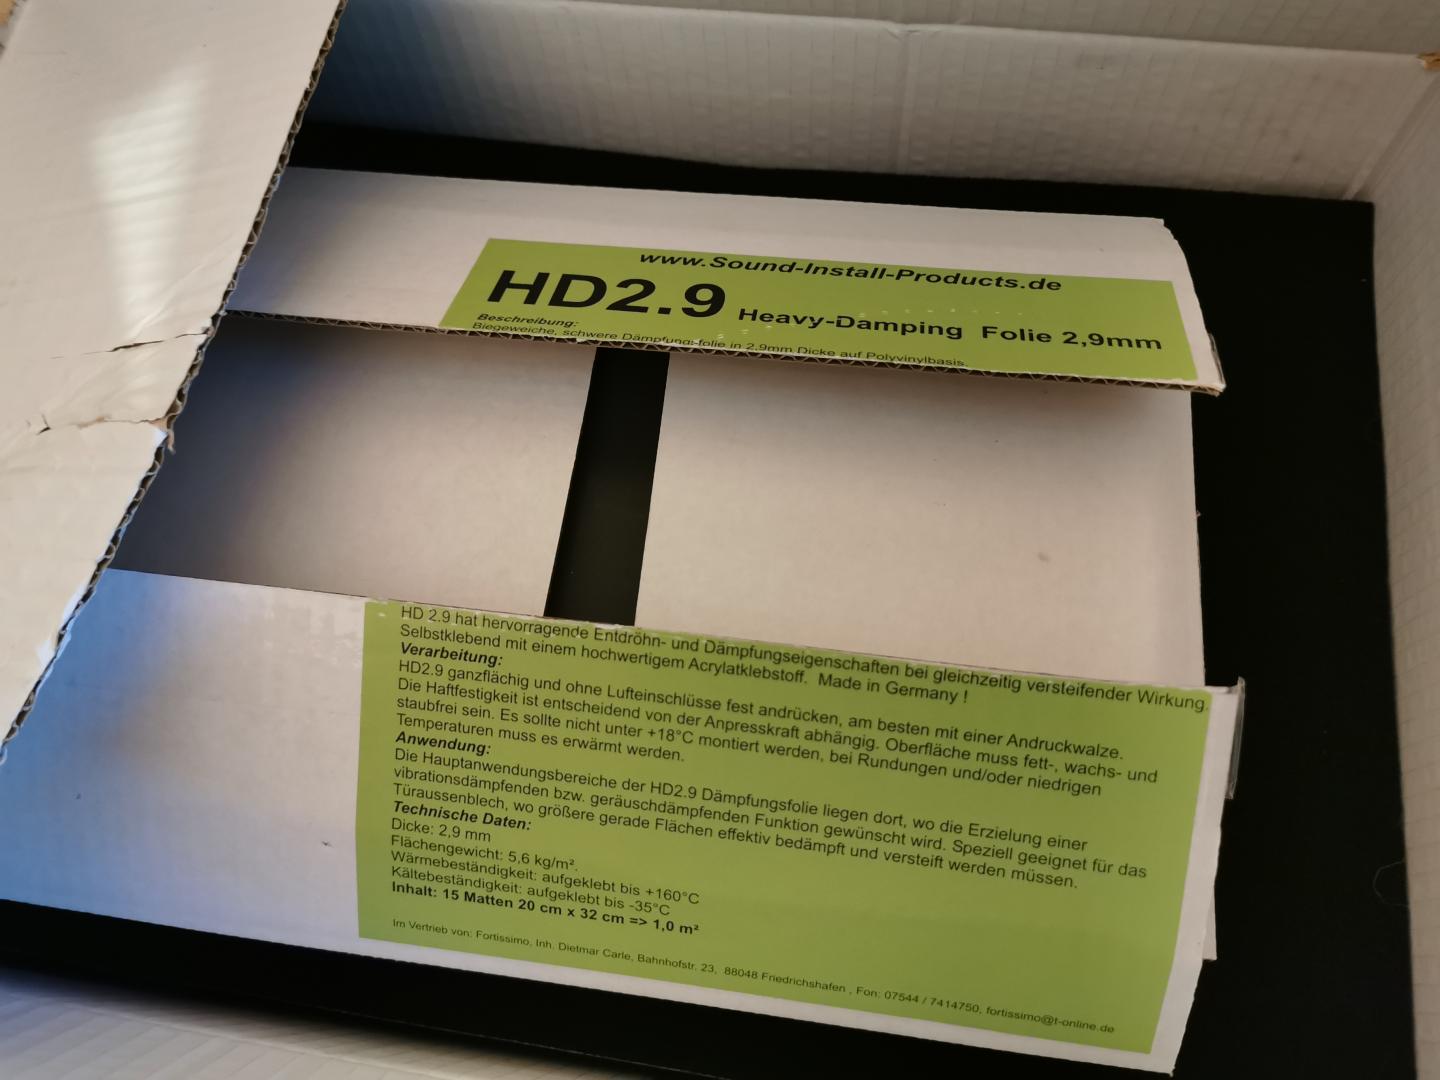 www.Sound-Install-Products.de
HD2.9 Heavy-Damping Folie 2,9mm
Beschreibung:
Biegeweiche, schwere Dämpfungs-folie in 2.9mm Dicke auf Polyvinylbasis.
HD 2.9 hat hervorragende Entdröhn- und Dämpfungseigenschaften bei gleichzeitig versteifender Wirkung.
Selbstklebend mit einem hochwertigem Acrylatklebstoff. Made in Germany !
Verarbeitung:
HD2.9 ganzflächig und ohne Lufteinschlüsse fest andrücken, am besten mit einer Andruckwalze.
Die Haftfestigkeit ist entscheidend von der Anpresskraft abhängig. Oberfläche muss fett-, wachs- und
staubfrei sein. Es sollte nicht unter +18°C montiert werden, bei Rundungen und/oder niedrigen
Temperaturen muss es erwärmt werden.
Anwendung:
Die Hauptanwendungsbereiche der HD2.9 Dämpfungsfolie liegen dort, wo die Erzielung einer
vibrationsdämpfenden bzw. geräuschdämpfenden Funktion gewünscht wird. Speziell geeignet für das
Türaussenblech, wo größere gerade Flächen effektiv bedämpft und versteift werden müssen.
Technische Daten:
Dicke: 2,9 mm
Flächengewicht: 5,6 kg/m².
Wärmebeständigkeit: aufgeklebt bis +160°C
Kältebeständigkeit: aufgeklebt bis -35°C
Inhalt: 15 Matten 20 cm x 32 cm => 1,0 m²
Im Vertrieb von: Fortissimo, Inh. Dietmar Carle, Bahnhofstr. 23, 88048 Friedrichshafen , Fon: 07544 / 7414750, fortissimo@t-online.de